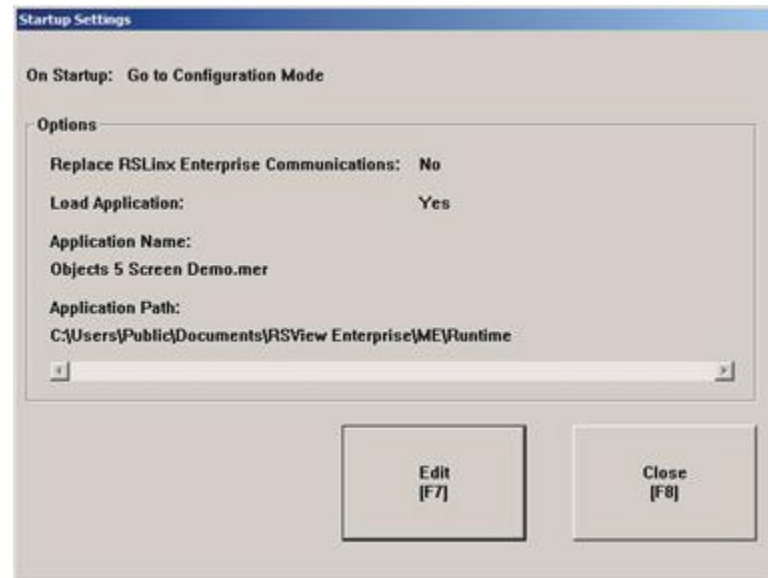 Startup Settings
On Startup: Go to Configuration Mode
Options
Replace RSLinx Enterprise Communications: No
Load Application: Yes
Application Name:
Objects 5 Screen Demo.mer
Application Path:
C:\Users\Public\Documents\RSView Enterprise\ME\Runtime
Edit
[F7]
Close
[F8]